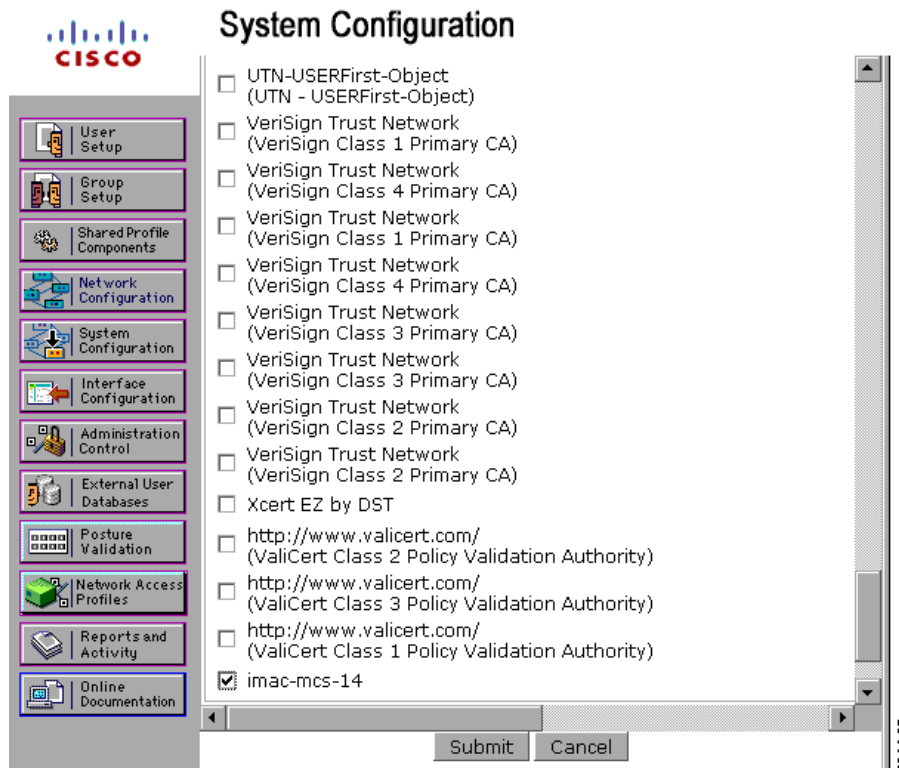 CISCO
System Configuration
User
Setup
Group
Setup
Shared Profile
Components
Network
Configuration
System
Configuration
Interface
Configuration
Administration
Control
External User
Databases
Posture
Validation
Network Access
Profiles
Reports and
Activity
Online
Documentation
UTN-USERFirst-Object
(UTN - USERFirst-Object)
VeriSign Trust Network
(VeriSign Class 1 Primary CA)
VeriSign Trust Network
(VeriSign Class 4 Primary CA)
VeriSign Trust Network
(VeriSign Class 1 Primary CA)
VeriSign Trust Network
(VeriSign Class 4 Primary CA)
VeriSign Trust Network
(VeriSign Class 3 Primary CA)
VeriSign Trust Network
(VeriSign Class 3 Primary CA)
VeriSign Trust Network
(VeriSign Class 2 Primary CA)
VeriSign Trust Network
(VeriSign Class 2 Primary CA)
Xcert EZ by DST
http://www.valicert.com/
(ValiCert Class 2 Policy Validation Authority)
http://www.valicert.com/
(ValiCert Class 3 Policy Validation Authority)
http://www.valicert.com/
(ValiCert Class 1 Policy Validation Authority)
imac-mcs-14
Submit
Cancel